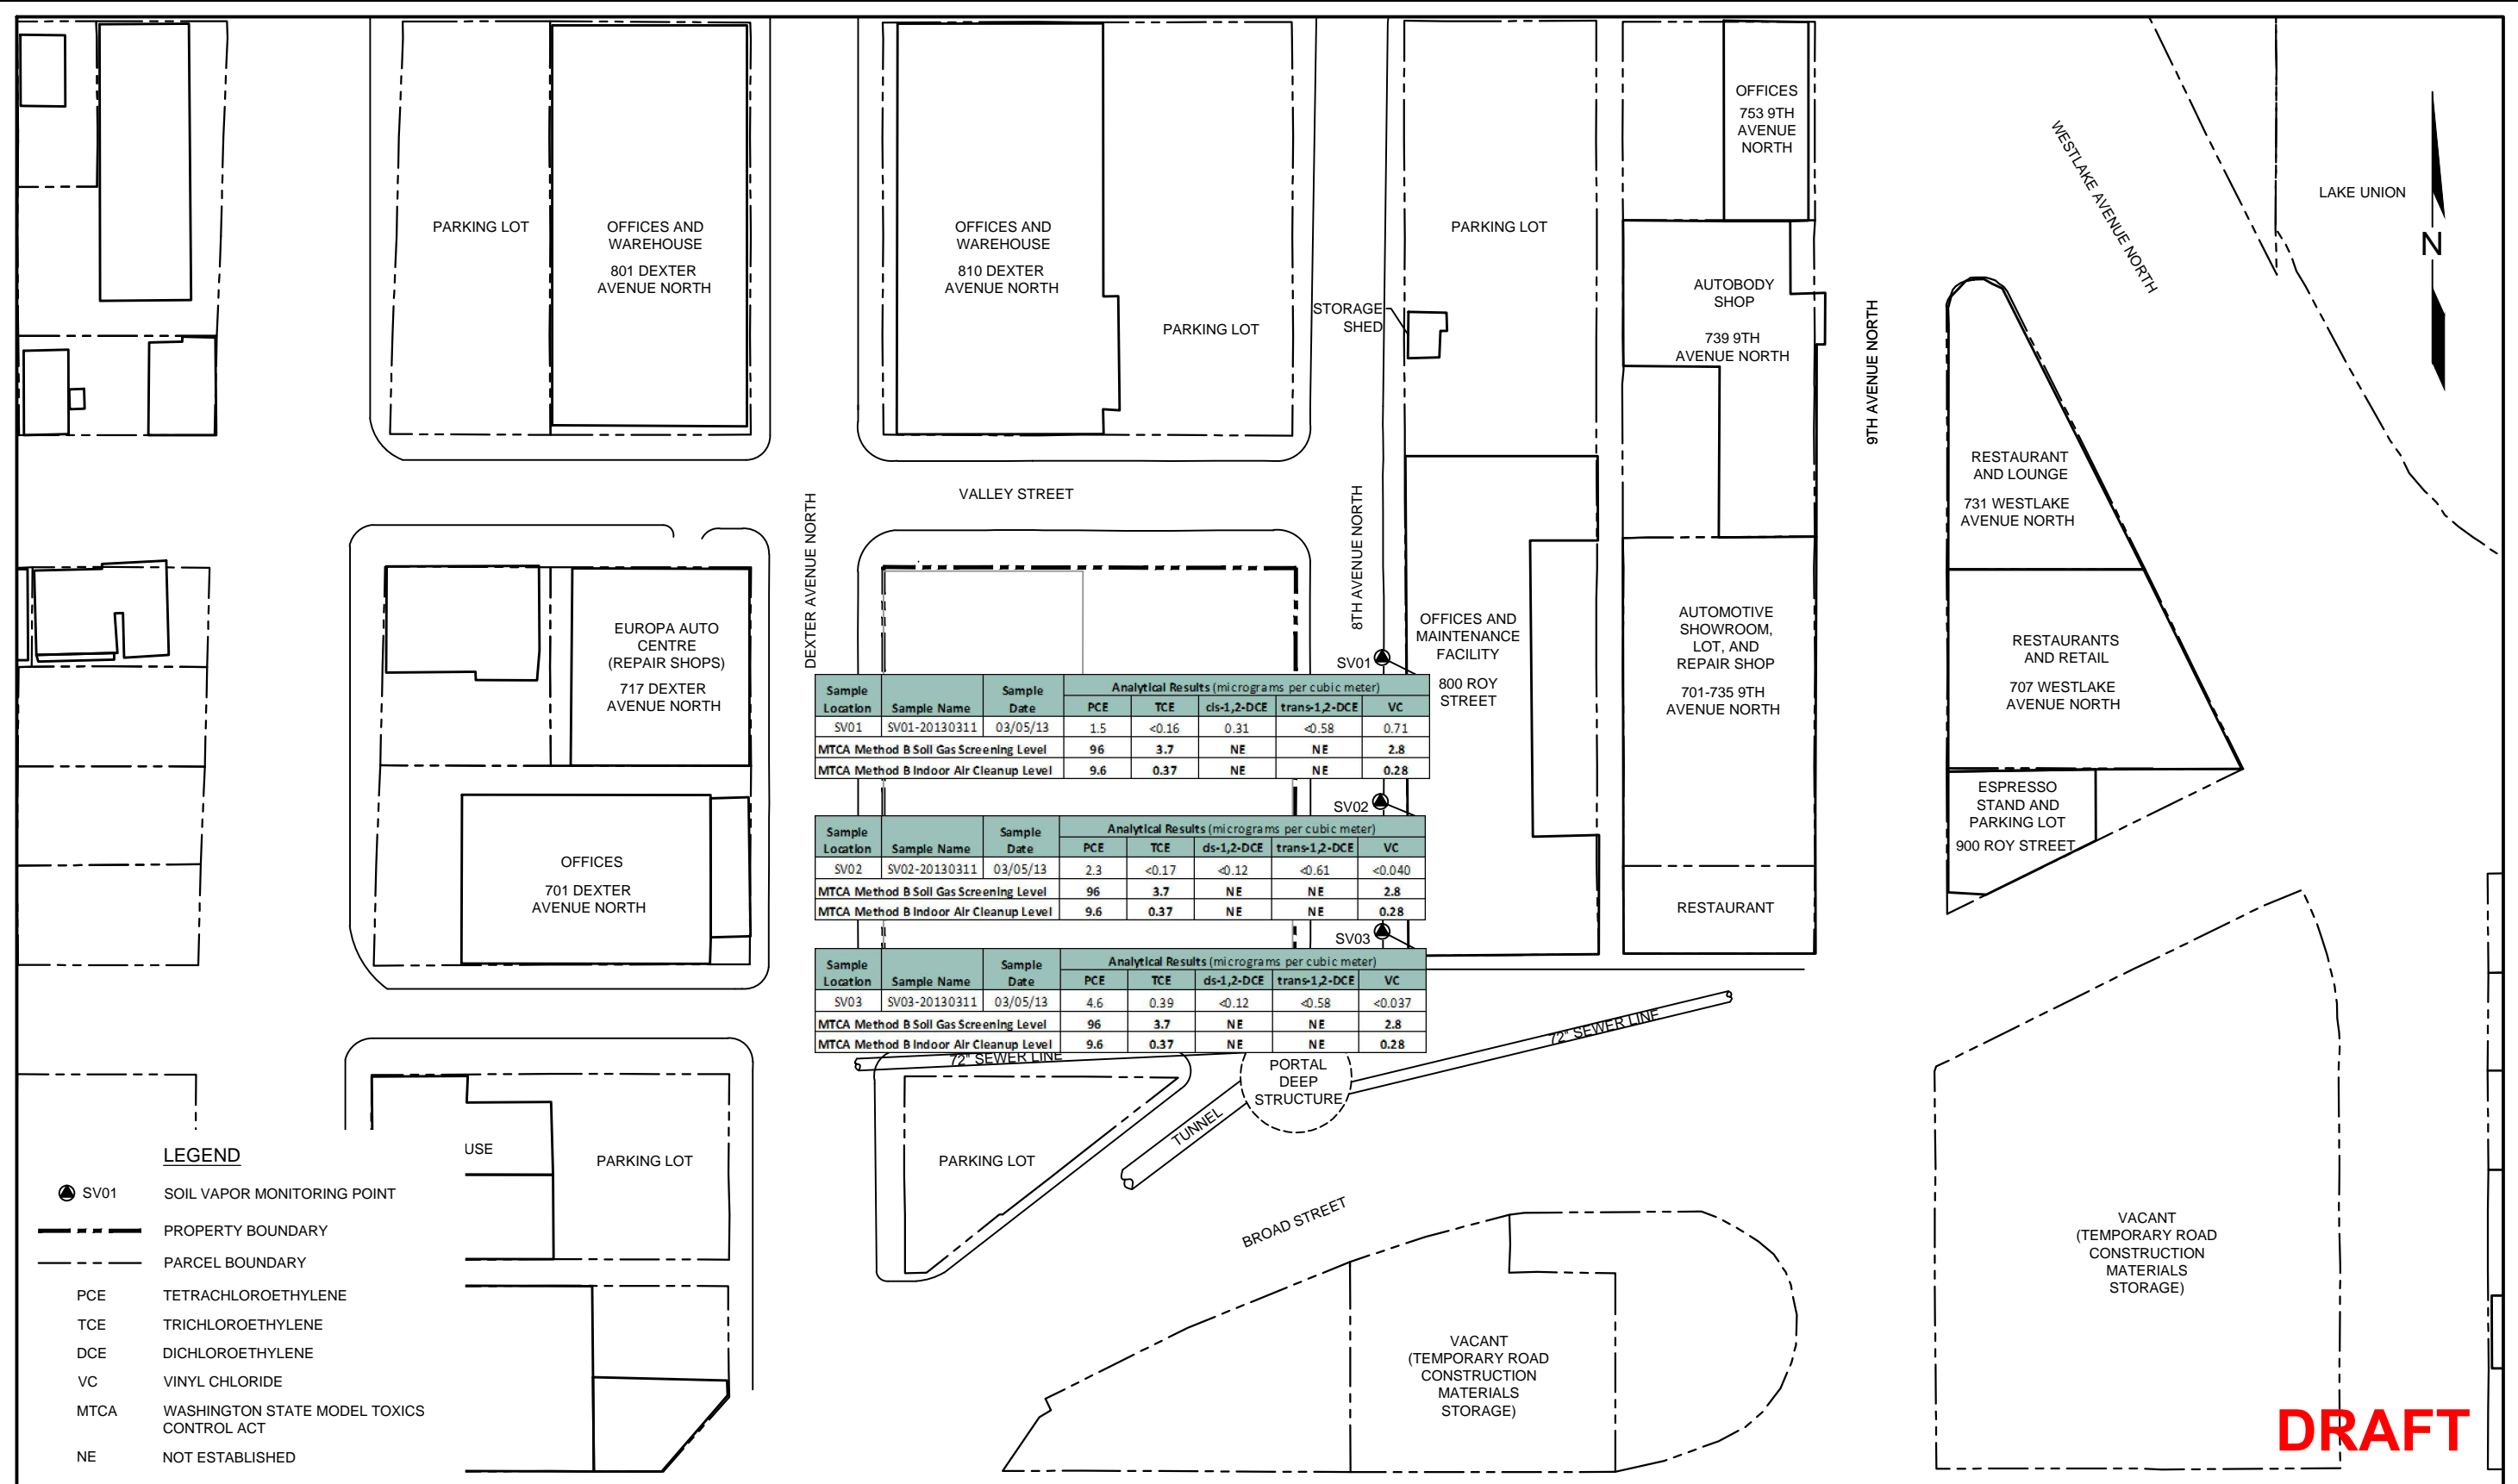 OFFICES
753 9TH
AVENUE
NORTH
WESTLAKE AVENUE NORTH
LAKE UNION
N
PARKING LOT
OFFICES AND
WAREHOUSE
801 DEXTER
AVENUE NORTH
OFFICES AND
WAREHOUSE
810 DEXTER
AVENUE NORTH
PARKING LOT
PARKING LOT
STORAGE
SHED
AUTOBODY
SHOP
739 9TH
AVENUE NORTH
9TH AVENUE NORTH
RESTAURANT
AND LOUNGE
731 WESTLAKE
AVENUE NORTH
VALLEY STREET
DEXTER AVENUE NORTH
8TH AVENUE NORTH
EUROPA AUTO
CENTRE
(REPAIR SHOPS)
717 DEXTER
AVENUE NORTH
OFFICES AND
MAINTENANCE
FACILITY
800 ROY
STREET
AUTOMOTIVE
SHOWROOM,
LOT, AND
REPAIR SHOP
701-735 9TH
AVENUE NORTH
RESTAURANTS
AND RETAIL
707 WESTLAKE
AVENUE NORTH
SV01
Sample Location Sample Name Sample Date Analytical Results (micrograms per cubic meter)
PCE TCE cis-1,2-DCE trans-1,2-DCE VC
SV01 SV01-20130311 03/05/13 1.5 <0.16 0.31 <0.58 0.71
MTCA Method B Soil Gas Screening Level 96 3.7 NE NE 2.8
MTCA Method B Indoor Air Cleanup Level 9.6 0.37 NE NE 0.28
SV02
Sample Location Sample Name Sample Date Analytical Results (micrograms per cubic meter)
PCE TCE cis-1,2-DCE trans-1,2-DCE VC
SV02 SV02-20130311 03/05/13 2.3 <0.17 <0.12 <0.61 <0.040
MTCA Method B Soil Gas Screening Level 96 3.7 NE NE 2.8
MTCA Method B Indoor Air Cleanup Level 9.6 0.37 NE NE 0.28
SV03
Sample Location Sample Name Sample Date Analytical Results (micrograms per cubic meter)
PCE TCE cis-1,2-DCE trans-1,2-DCE VC
SV03 SV03-20130311 03/05/13 4.6 0.39 <0.12 <0.58 <0.037
MTCA Method B Soil Gas Screening Level 96 3.7 NE NE 2.8
MTCA Method B Indoor Air Cleanup Level 9.6 0.37 NE NE 0.28
ESPRESSO
STAND AND
PARKING LOT
900 ROY STREET
OFFICES
701 DEXTER
AVENUE NORTH
RESTAURANT
72" SEWER LINE
72" SEWER LINE
PORTAL
DEEP
STRUCTURE
TUNNEL
PARKING LOT
BROAD STREET
USE
PARKING LOT
VACANT
(TEMPORARY ROAD
CONSTRUCTION
MATERIALS
STORAGE)
VACANT
(TEMPORARY ROAD
CONSTRUCTION
MATERIALS
STORAGE)
LEGEND
SV01 SOIL VAPOR MONITORING POINT
PROPERTY BOUNDARY
PARCEL BOUNDARY
PCE TETRACHLOROETHYLENE
TCE TRICHLOROETHYLENE
DCE DICHLOROETHYLENE
VC VINYL CHLORIDE
MTCA WASHINGTON STATE MODEL TOXICS
CONTROL ACT
NE NOT ESTABLISHED
DRAFT